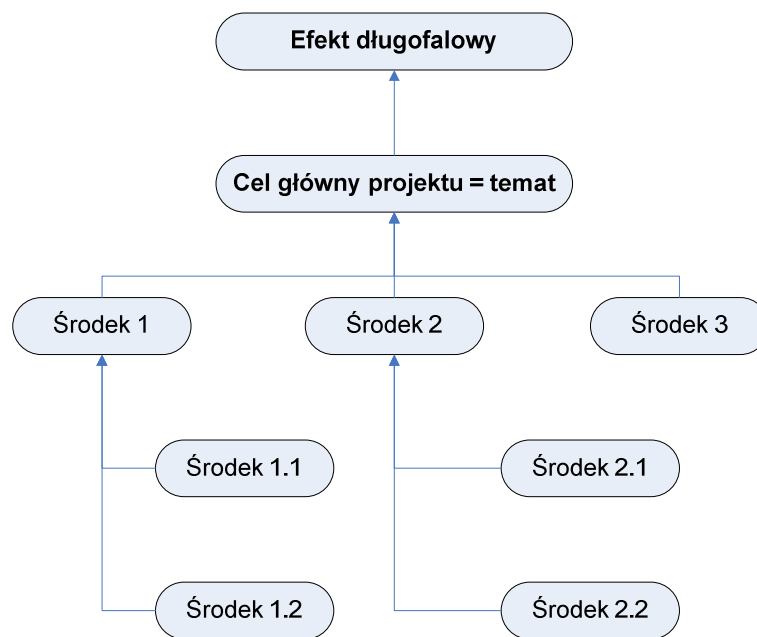 Efekt długofalowy
Cel główny projektu = temat
Środek 1
Środek 2
Środek 3
Środek 1.1
Środek 2.1
Środek 1.2
Środek 2.2